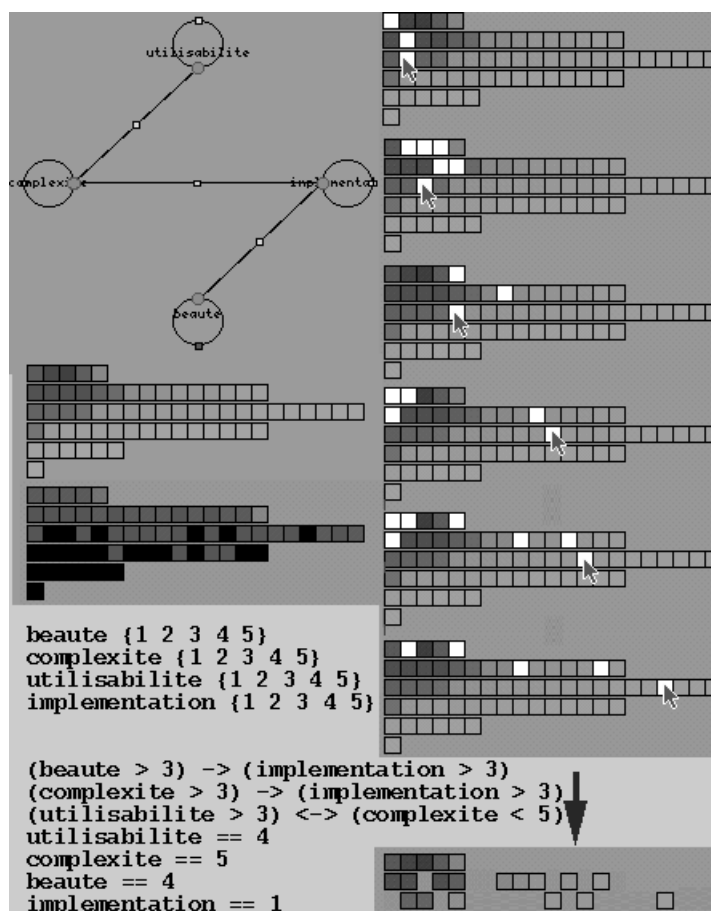 utilisabilite
complexite
implementat
beaute
beaute {1 2 3 4 5}
complexite {1 2 3 4 5}
utilisabilite {1 2 3 4 5}
implementation {1 2 3 4 5}
(beaute > 3) -> (implementation > 3)
(complexite > 3) -> (implementation > 3)
(utilisabilite > 3) <-> (complexite < 5)
utilisabilite == 4
complexite == 5
beaute == 4
implementation == 1